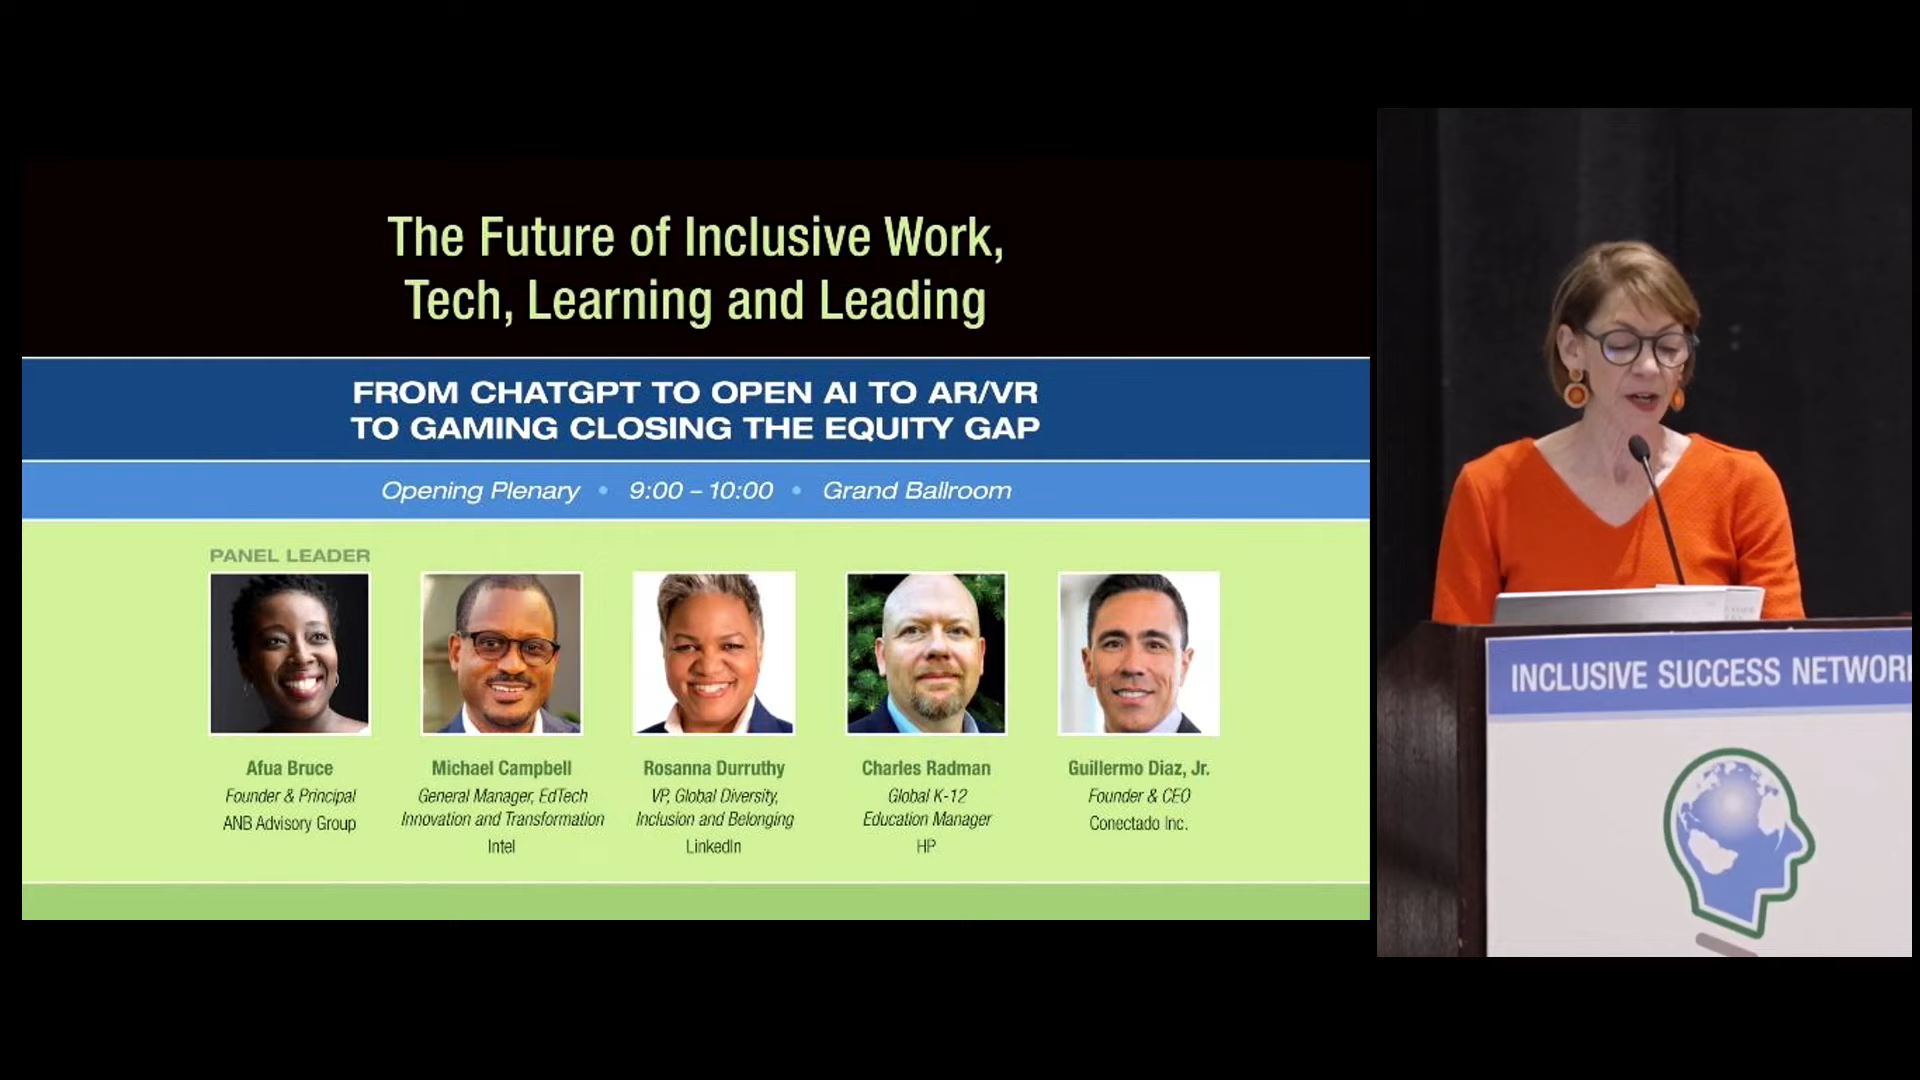 The Future of Inclusive Work,
Tech, Learning and Leading
FROM CHATGPT TO OPEN AI TO AR/VR
TO GAMING CLOSING THE EQUITY GAP
Opening Plenary • 9:00 – 10:00 • Grand Ballroom
PANEL LEADER
Afua Bruce
Founder & Principal
ANB Advisory Group
Michael Campbell
General Manager, EdTech
Innovation and Transformation
Intel
Rosanna Durruthy
VP, Global Diversity,
Inclusion and Belonging
LinkedIn
Charles Radman
Global K-12
Education Manager
HP
Guillermo Diaz, Jr.
Founder & CEO
Conectado Inc.
INCLUSIVE SUCCESS NETWORK